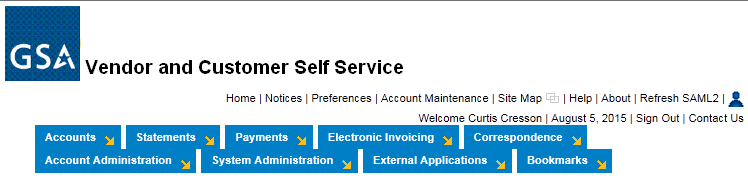 GSA
Vendor and Customer Self Service
Home | Notices | Preferences | Account Maintenance | Site Map | Help | About | Refresh SAML2 |
Welcome Curtis Cresson | August 5, 2015 | Sign Out | Contact Us
Accounts Statements Payments Electronic Invoicing Correspondence
Account Administration System Administration External Applications Bookmarks